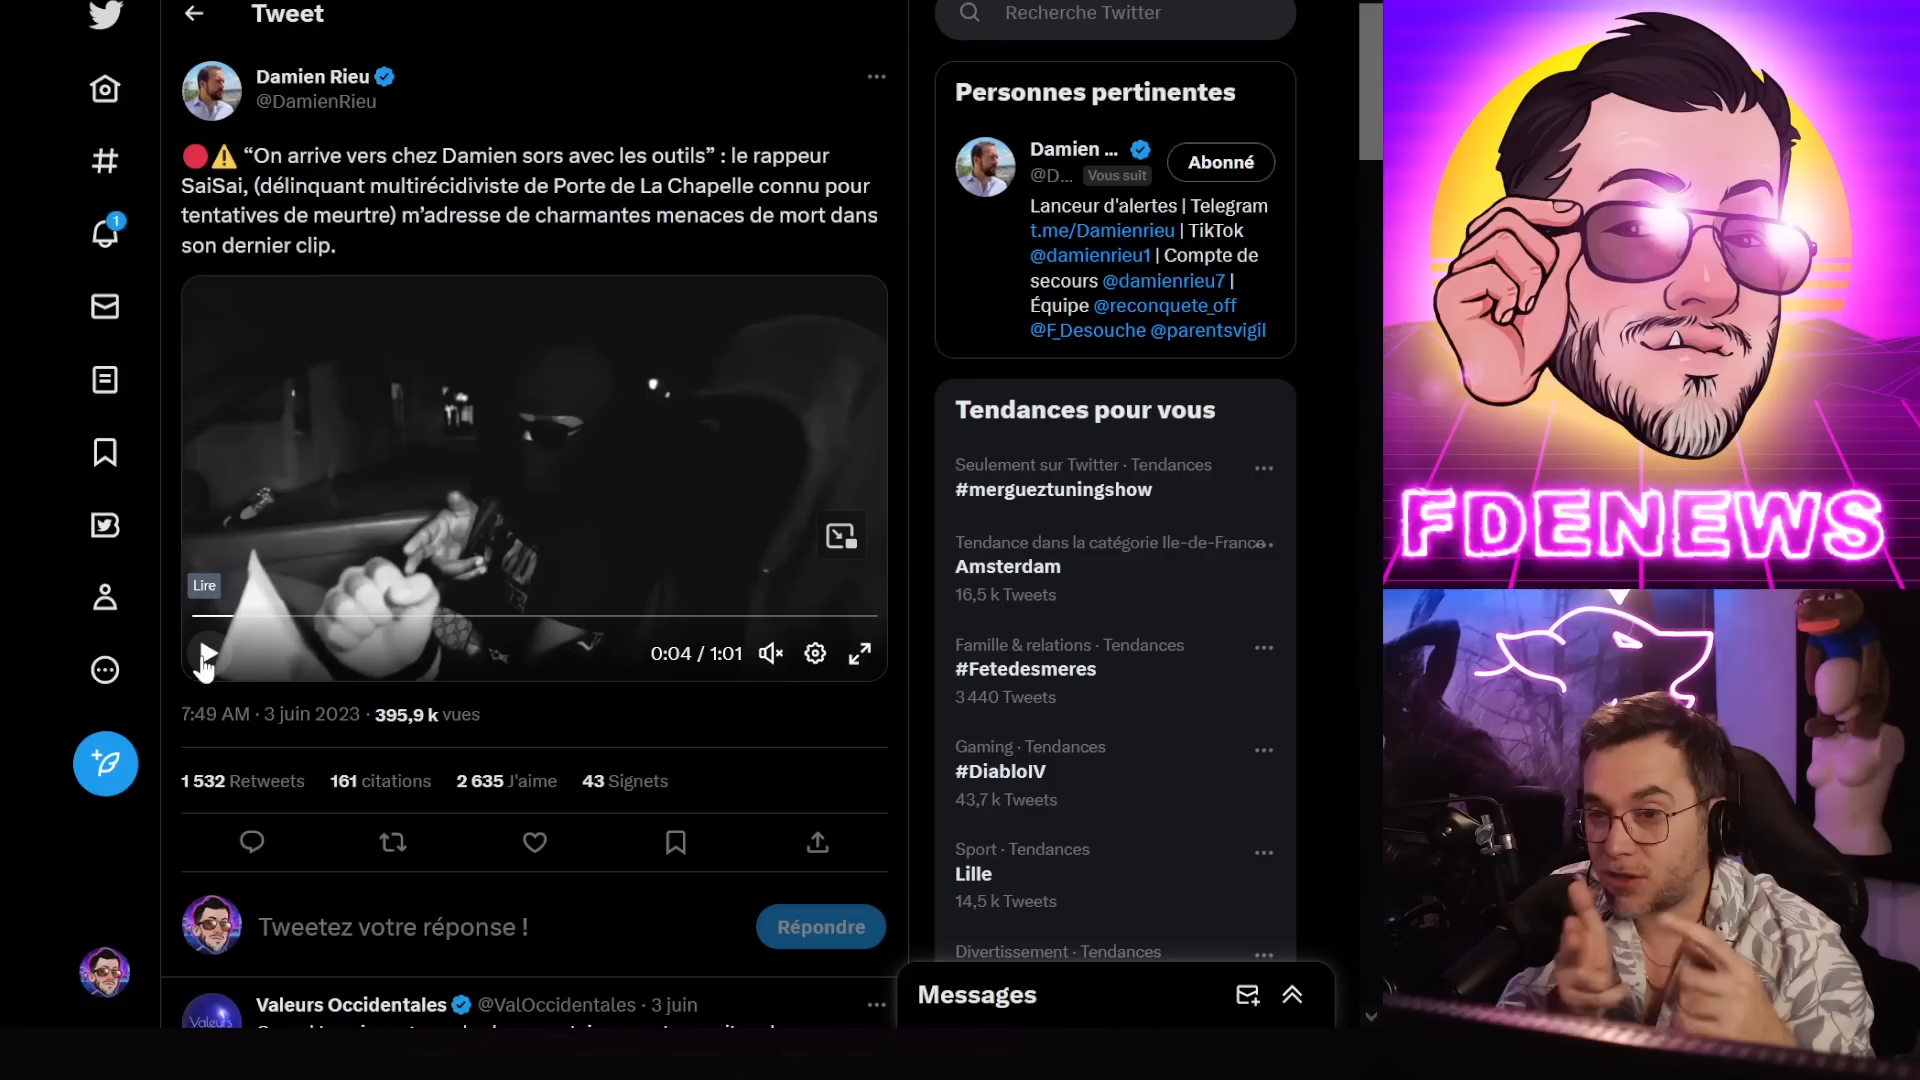 Tweet
Damien Rieu
@DamienRieu
“On arrive vers chez Damien sors avec les outils” : le rappeur
SaiSai, (délinquant multirécidiviste de Porte de La Chapelle connu pour
tentatives de meurtre) m’adresse de charmantes menaces de mort dans
son dernier clip.
Lire
0:04 / 1:01
7:49 AM · 3 juin 2023 · 395,9 k vues
1 532 Retweets 161 citations 2 635 J'aime 43 Signets
Tweetez votre réponse !
Répondre
Valeurs Occidentales @ValOccidentales · 3 juin
Valeurs
1
Recherche Twitter
Personnes pertinentes
Damien ...
Abonné
@D... Vous suit
Lanceur d'alertes | Telegram
t.me/Damienrieu | TikTok
@damienrieu1 | Compte de
secours @damienrieu7 |
Équipe @reconquete_off
@F_Desouche @parentsvigil
Tendances pour vous
Seulement sur Twitter · Tendances
#mergueztuningshow
Tendance dans la catégorie Ile-de-France
Amsterdam
16,5 k Tweets
Famille & relations · Tendances
#Fetedesmeres
3 440 Tweets
Gaming · Tendances
#DiabloIV
43,7 k Tweets
Sport · Tendances
Lille
14,5 k Tweets
Divertissement · Tendances
Messages
FDENEWS